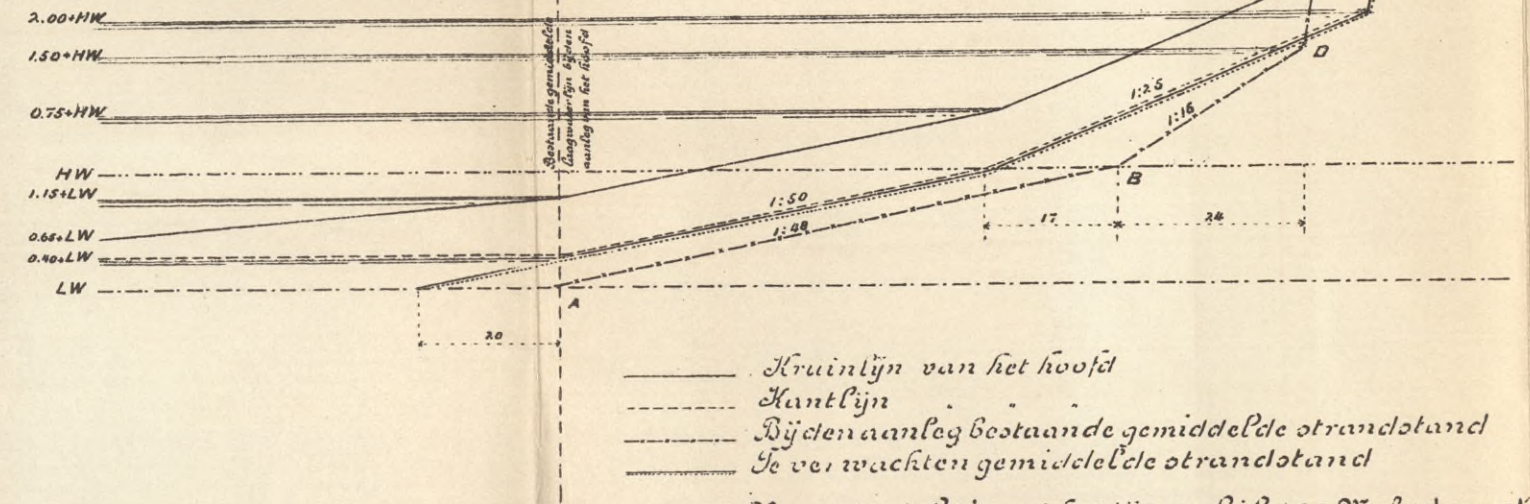 2.00+HW
1.50+HW
0.75+HW
HW
1.15+LW
0.65+LW
0.40+LW
LW
Bestaande gemiddelde
laagwaterlijn bijden
aanleg van het hoofd
1:25
1:16
D
B
1:50
1:48
17
24
A
20
Kruinlijn van het hoofd
Kantlijn " " "
Bijden aanleg bestaande gemiddelde strandstand
Te verwachten gemiddelde strandstand